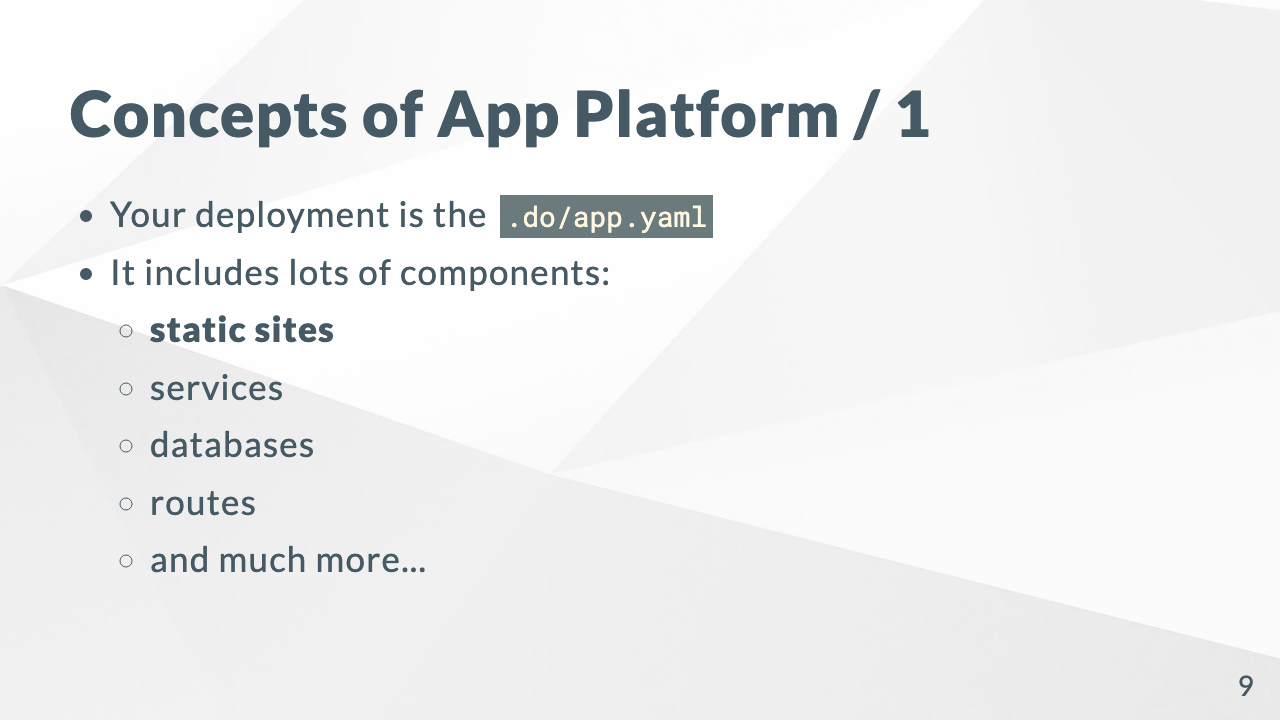 Concepts of App Platform / 1
Your deployment is the .do/app.yaml
It includes lots of components:
static sites
services
databases
routes
and much more...
9